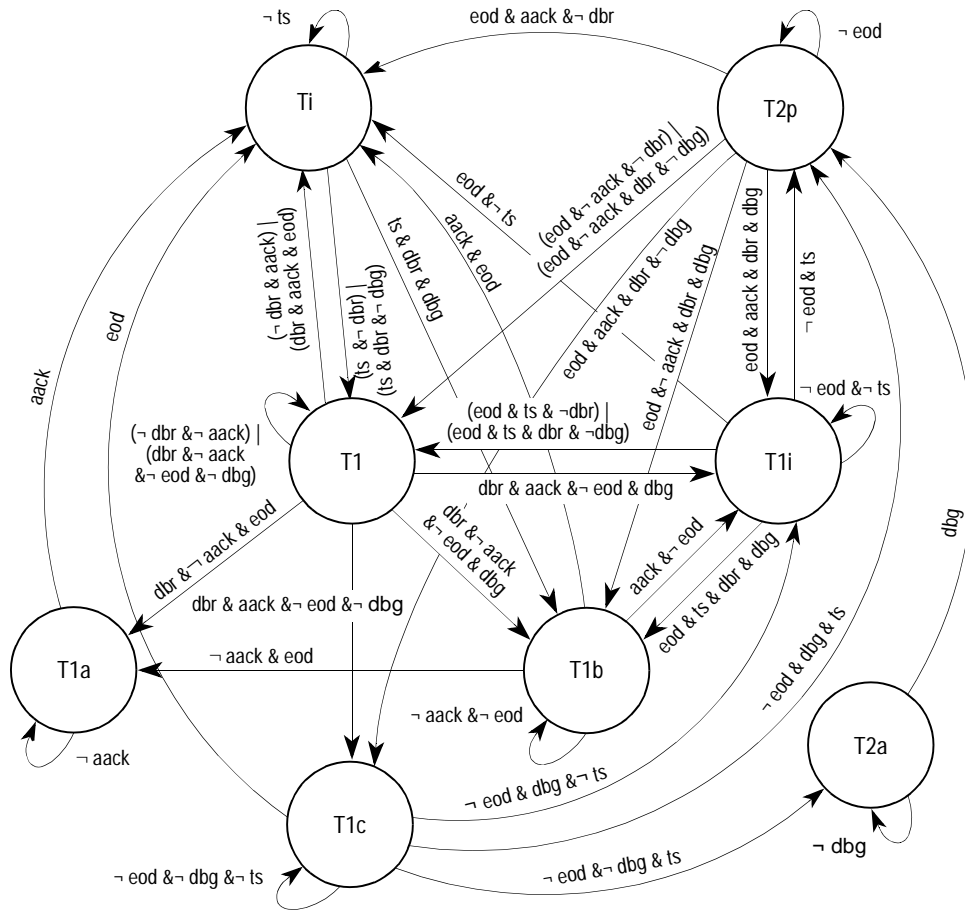 ¬ ts
eod & aack &¬ dbr
¬ eod
Ti
T2p
(eod &¬ aack &¬ dbr) |
(eod &¬ aack & dbr &¬ dbg)
eod &¬ ts
aack & eod
ts & dbr & dbg
(¬ dbr & aack) |
(dbr & aack & eod)
(ts &¬ dbr) |
(ts & dbr &¬ dbg)
eod & aack & dbr &¬ dbg
eod &¬ aack & dbr & dbg
eod & aack & dbr & dbg
¬ eod & ts
eod
aack
¬ eod &¬ ts
(¬ dbr &¬ aack) |
(dbr &¬ aack
&¬ eod &¬ dbg)
T1
(eod & ts & ¬dbr) |
(eod & ts & dbr & ¬dbg)
T1i
dbr & aack &¬ eod & dbg
dbr &¬ aack & eod
dbr &¬ aack
&¬ eod & dbg
aack &¬ eod
eod & ts & dbr & dbg
dbg
dbr & aack &¬ eod &¬ dbg
T1a
¬ aack & eod
T1b
¬ eod & dbg & ts
¬ aack
¬ aack &¬ eod
T2a
¬ eod & dbg &¬ ts
T1c
¬ dbg
¬ eod &¬ dbg & ts
¬ eod &¬ dbg &¬ ts